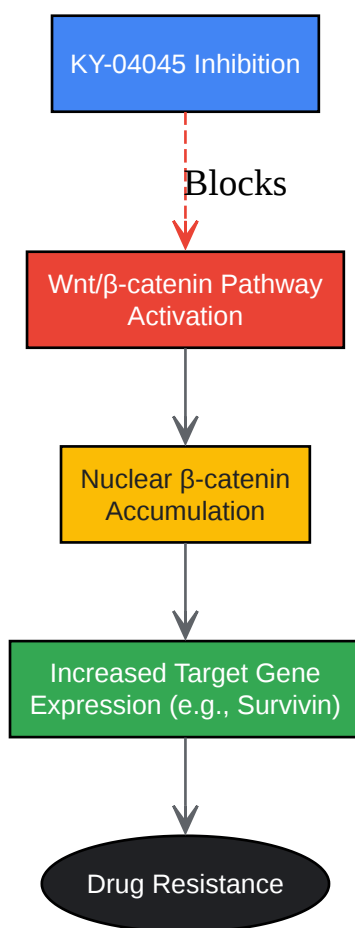 KY-04045 Inhibition
Blocks
Wnt/β-catenin Pathway
Activation
Nuclear β-catenin
Accumulation
Increased Target Gene
Expression (e.g., Survivin)
Drug Resistance